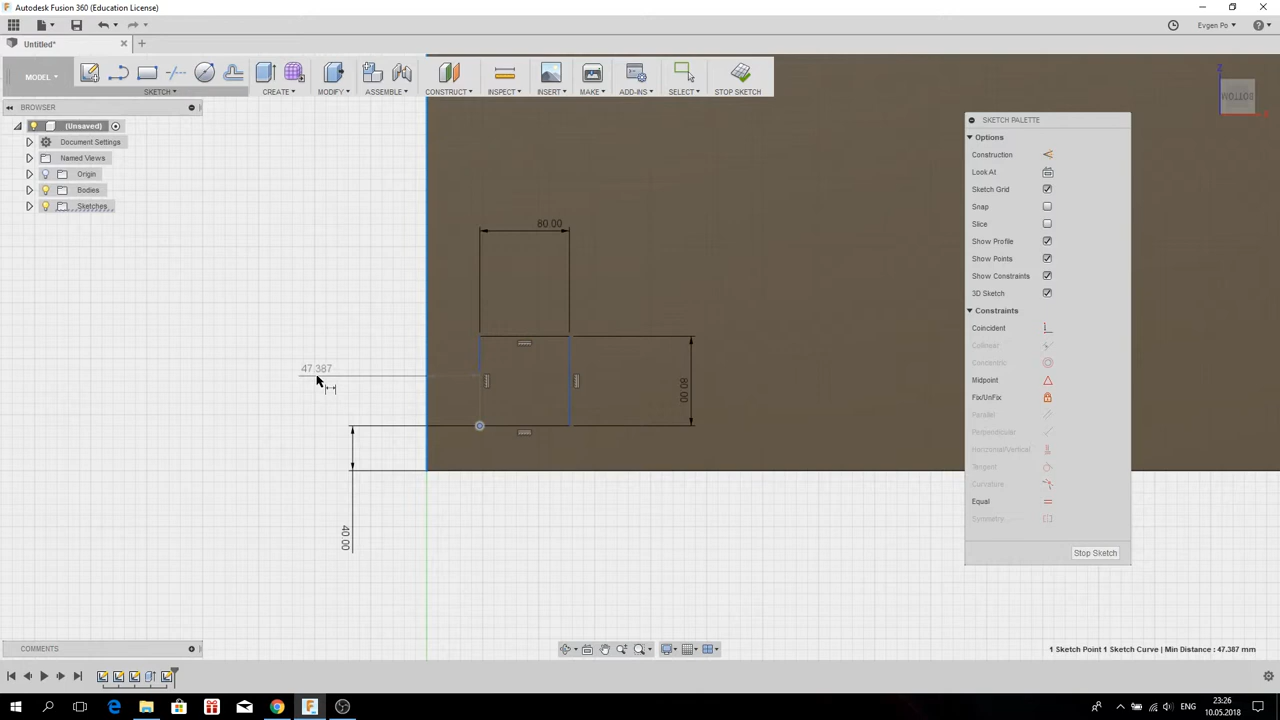 Autodesk Fusion 360 (Education License)
Evgen Po
Untitled*
MODEL
SKETCH
CREATE
MODIFY
ASSEMBLE
CONSTRUCT
INSPECT
INSERT
MAKE
ADD-INS
SELECT
STOP SKETCH
BROWSER
(Unsaved)
Document Settings
Named Views
Origin
Bodies
Sketches
Z
BOTTOM
SKETCH PALETTE
Options
Construction
Look At
Sketch Grid
Snap
Slice
Show Profile
Show Points
Show Constraints
3D Sketch
Constraints
Coincident
Colinear
Concentric
Midpoint
Fix/UnFix
Parallel
Perpendicular
Horizontal/Vertical
Tangent
Curvature
Equal
Symmetry
Stop Sketch
80.00
47.387
80.00
40.00
COMMENTS
1 Sketch Point 1 Sketch Curve | Min Distance : 47.387 mm
23:26
10.05.2018